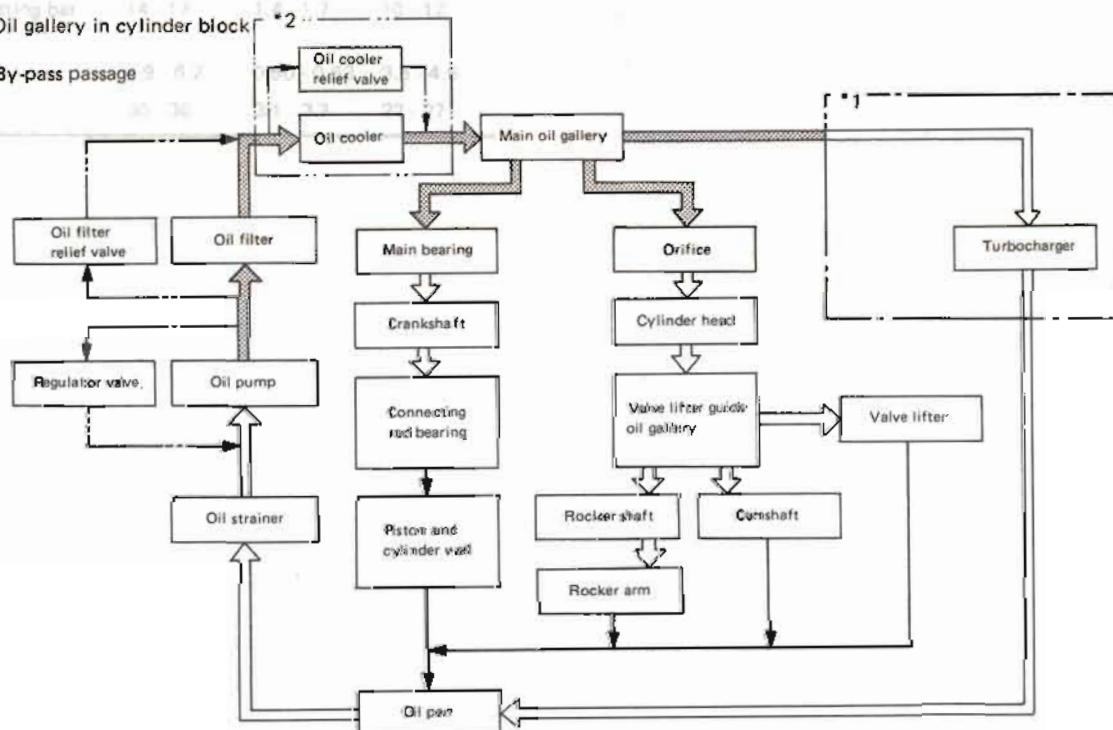 Oil gallery in cylinder block
*2
By-pass passage
Oil cooler
relief valve
*1
Oil cooler
Main oil gallery
Oil filter
relief valve
Oil filter
Main bearing
Orifice
Turbocharger
Crankshaft
Cylinder head
Regulator valve
Oil pump
Connecting
rod bearing
Valve lifter guide
oil gallery
Valve lifter
Oil strainer
Piston and
cylinder wall
Rocker shaft
Camshaft
Rocker arm
Oil pan